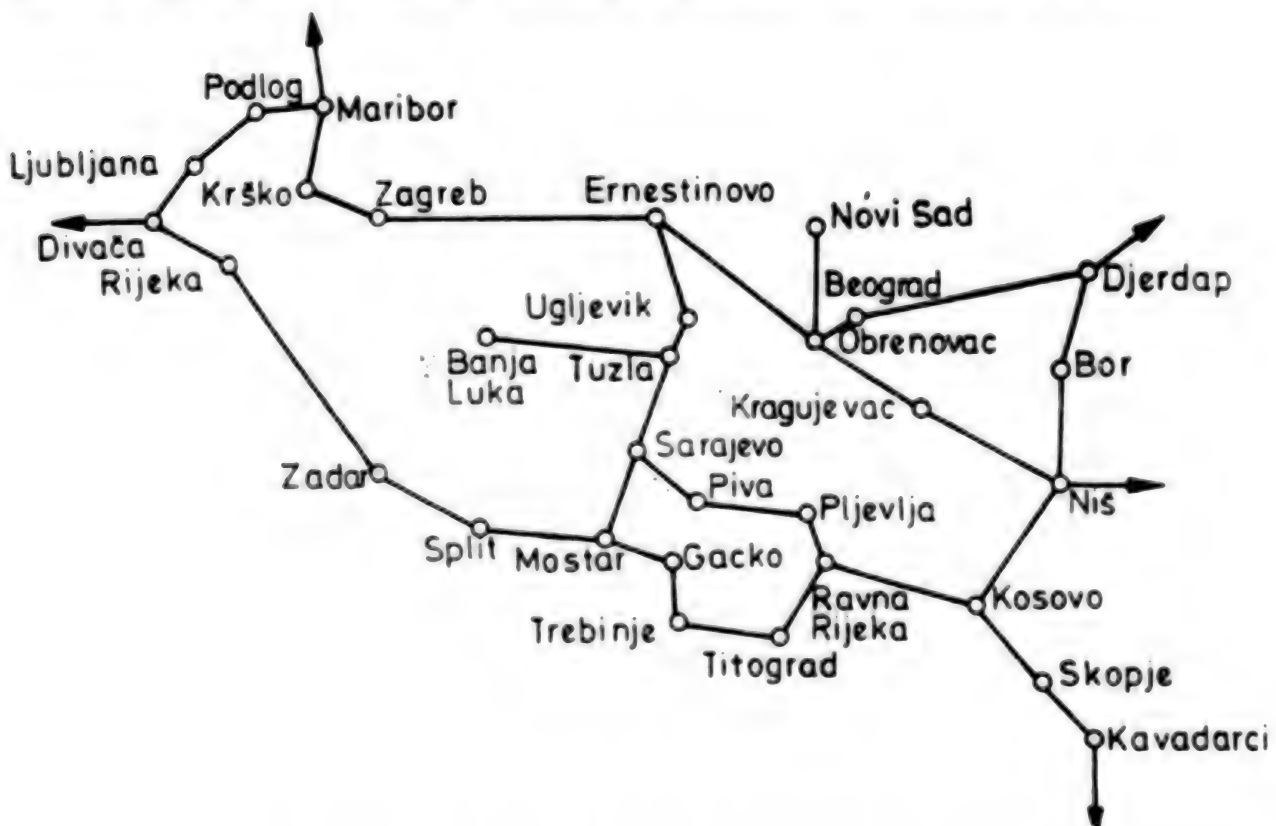 Podlog
Maribor
Ljubljana
Krško
Zagreb
Ernestinovo
Novi Sad
Divača
Rijeka
Beograd
Djerdap
Ugljevik
Obrenovac
Banja
Luka
Tuzla
Bor
Kragujevac
Sarajevo
Zadar
Piva
Pljevlja
Niš
Split
Mostar
Gacko
Ravna
Rijeka
Kosovo
Trebinje
Titograd
Skopje
Kavadarci